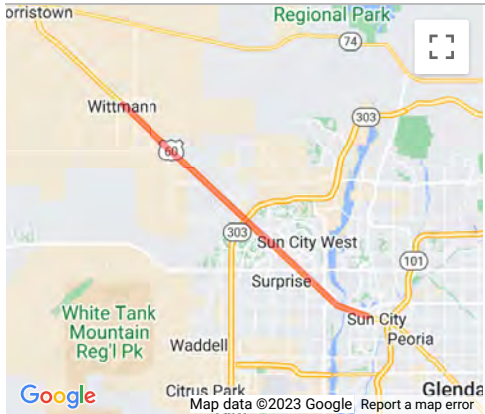 orristown
Regional Park
74
Wittmann
303
60
303
Sun City West
101
Surprise
White Tank
Mountain
Reg'l Pk
Sun City
Peoria
Waddell
Citrus Park
Glenda
Google
Map data ©2023 Google
Report a map error